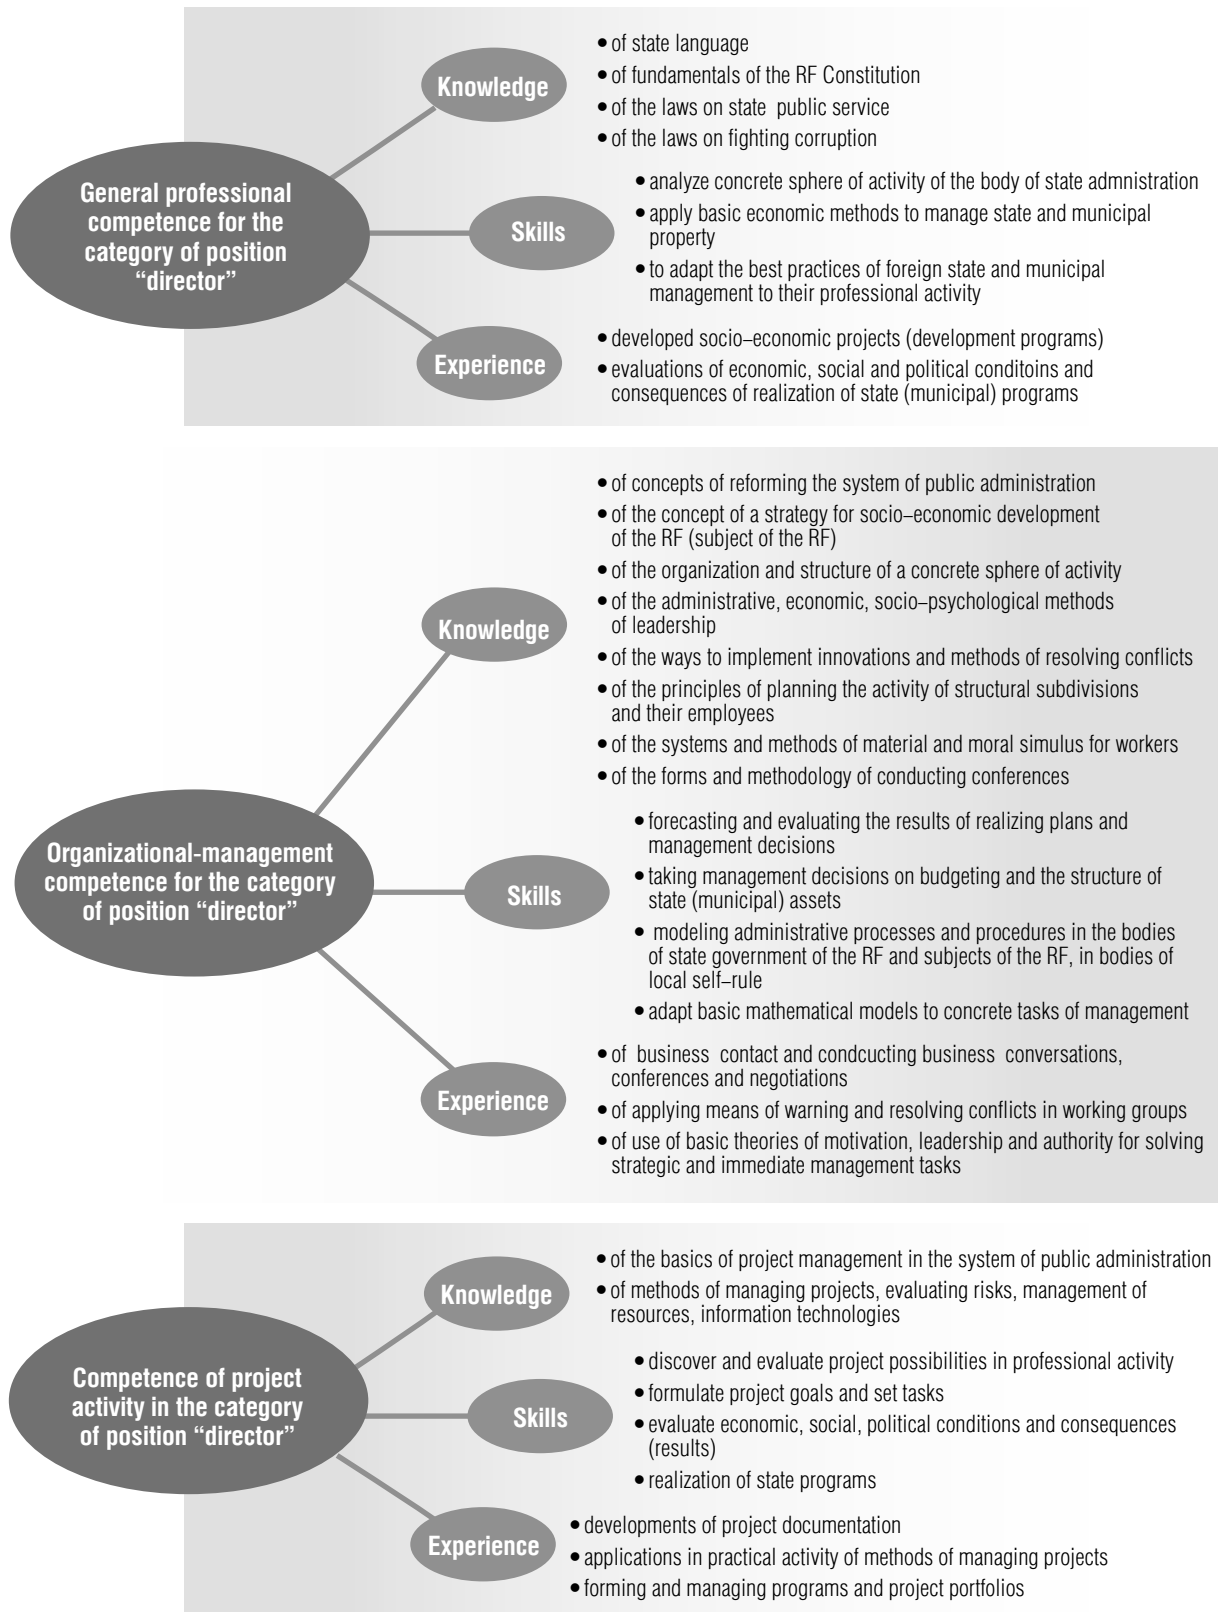 General professional
competence for the
category of position
“director”
Knowledge
• of state language
• of fundamentals of the RF Constitution
• of the laws on state public service
• of the laws on fighting corruption
Skills
• analyze concrete sphere of activity of the body of state admnistration
• apply basic economic methods to manage state and municipal
property
• to adapt the best practices of foreign state and municipal
management to their professional activity
Experience
• developed socio–economic projects (development programs)
• evaluations of economic, social and political conditoins and
consequences of realization of state (municipal) programs
Organizational-management
competence for the category
of position “director”
Knowledge
• of concepts of reforming the system of public administration
• of the concept of a strategy for socio–economic development
of the RF (subject of the RF)
• of the organization and structure of a concrete sphere of activity
• of the administrative, economic, socio–psychological methods
of leadership
• of the ways to implement innovations and methods of resolving conflicts
• of the principles of planning the activity of structural subdivisions
and their employees
• of the systems and methods of material and moral simulus for workers
• of the forms and methodology of conducting conferences
Skills
• forecasting and evaluating the results of realizing plans and
management decisions
• taking management decisions on budgeting and the structure of
state (municipal) assets
• modeling administrative processes and procedures in the bodies
of state government of the RF and subjects of the RF, in bodies of
local self–rule
• adapt basic mathematical models to concrete tasks of management
Experience
• of business contact and condcucting business conversations,
conferences and negotiations
• of applying means of warning and resolving conflicts in working groups
• of use of basic theories of motivation, leadership and authority for solving
strategic and immediate management tasks
Competence of project
activity in the category
of position “director”
Knowledge
• of the basics of project management in the system of public administration
• of methods of managing projects, evaluating risks, management of
resources, information technologies
Skills
• discover and evaluate project possibilities in professional activity
• formulate project goals and set tasks
• evaluate economic, social, political conditions and consequences
(results)
• realization of state programs
Experience
• developments of project documentation
• applications in practical activity of methods of managing projects
• forming and managing programs and project portfolios